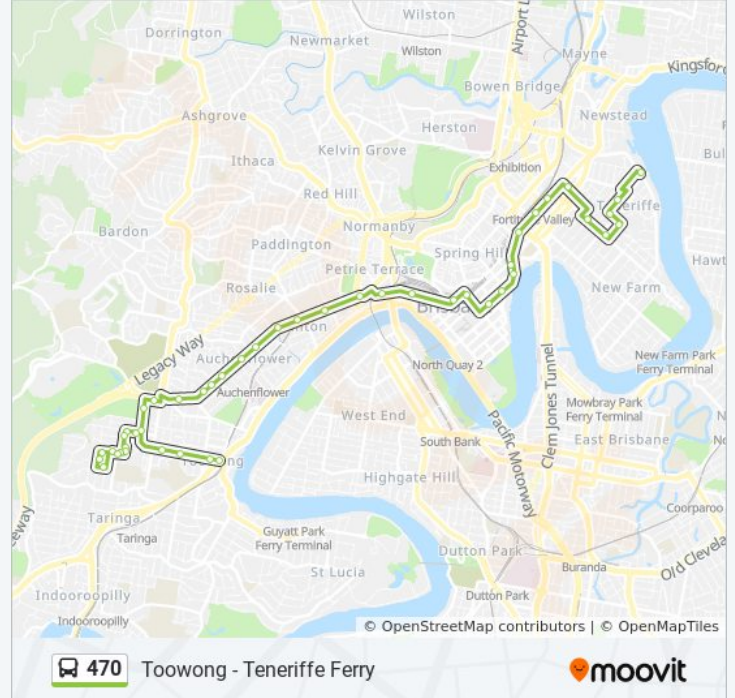 Wilston
Airport L
Dorrington
Newmarket
Wilston
Mayne
Kingsfor
Bowen Bridge
Ashgrove
Newstead
Herston
Bul
Kelvin Grove
Ithaca
Exhibition
Red Hill
Teneriffe
Fortitude Valley
Normanby
Bardon
Paddington
Spring Hill
Hawt
Petrie Terrace
Rosalie
New Farm
Brisba
Milton
Legacy Way
Auchenflower
North Quay 2
New Farm Park
Ferry Terminal
Auchenflower
Clem Jones Tunnel
Mowbray Park
Ferry Terminal
West End
N
Pacific Motorway
South Bank
East Brisbane
Ne
Toowong
Highgate Hill
eeway
Taringa
Coorparoo
Guyatt Park
Ferry Terminal
Taringa
Old Clevela
Dutton Park
St Lucia
Buranda
Indooroopilly
Dutton Park
Indooroopilly
© OpenStreetMap contributors | © OpenMapTiles
470 Toowong - Teneriffe Ferry
moovit